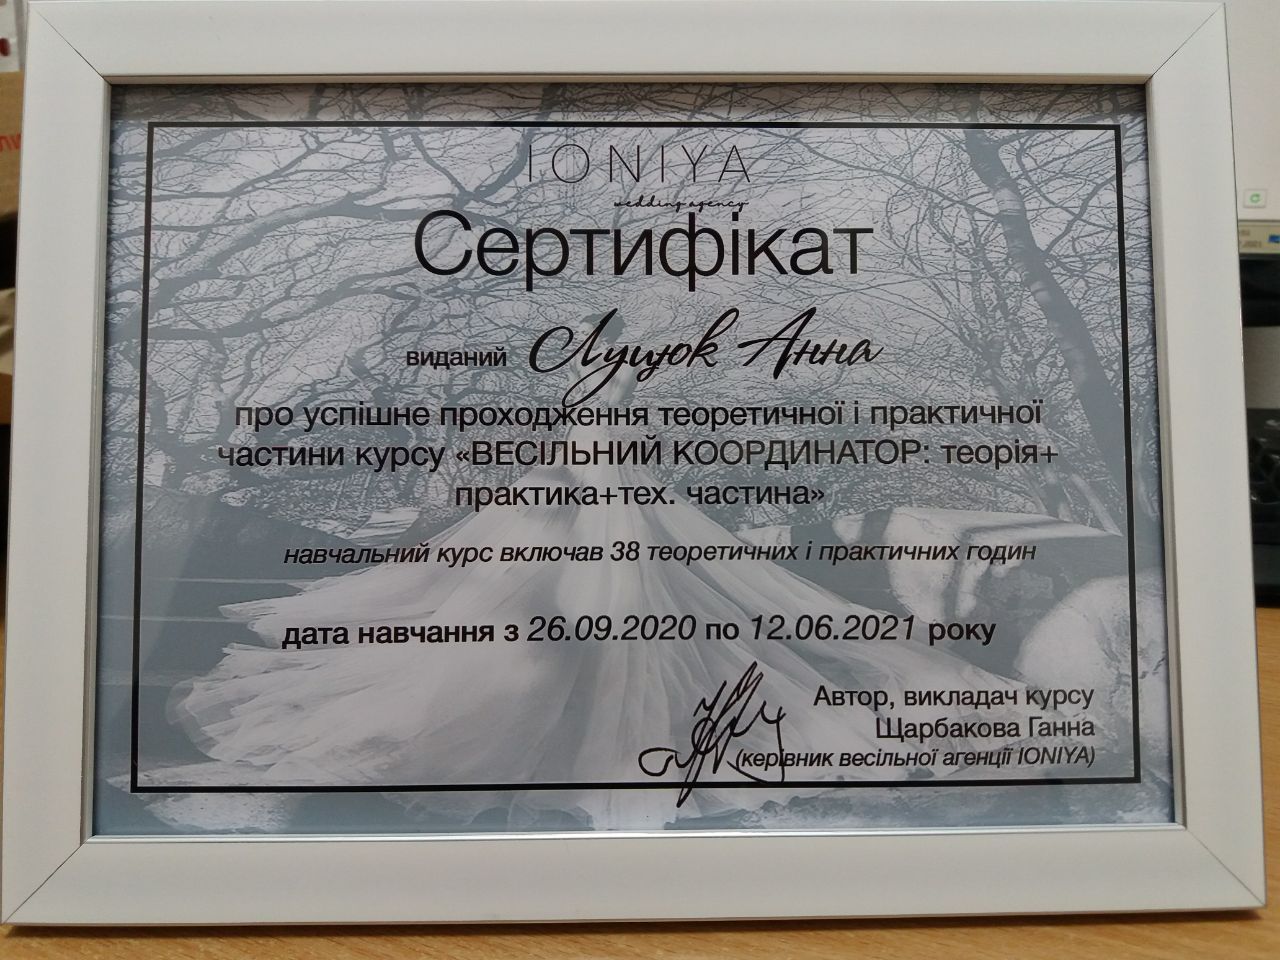 IONIYA
wedding agency
Сертифікат
виданий Луцюк Анна
про успішне проходження теоретичної і практичної
частини курсу «ВЕСІЛЬНИЙ КООРДИНАТОР: теорія+
практика+тех. частина»
навчальний курс включав 38 теоретичних і практичних годин
дата навчання з 26.09.2020 по 12.06.2021 року
Автор, викладач курсу
Щарбакова Ганна
(керівник весільної агенції IONIYA)